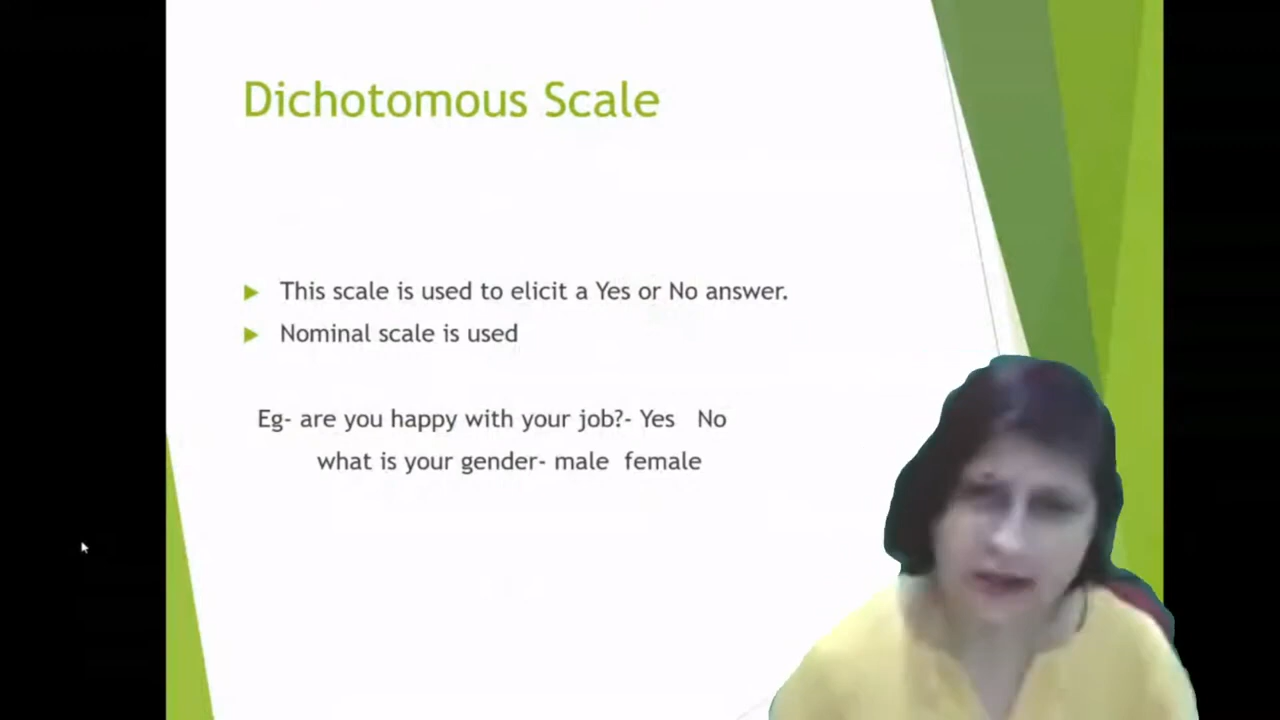 Dichotomous Scale
This scale is used to elicit a Yes or No answer.
Nominal scale is used
Eg- are you happy with your job?- Yes No
what is your gender- male female